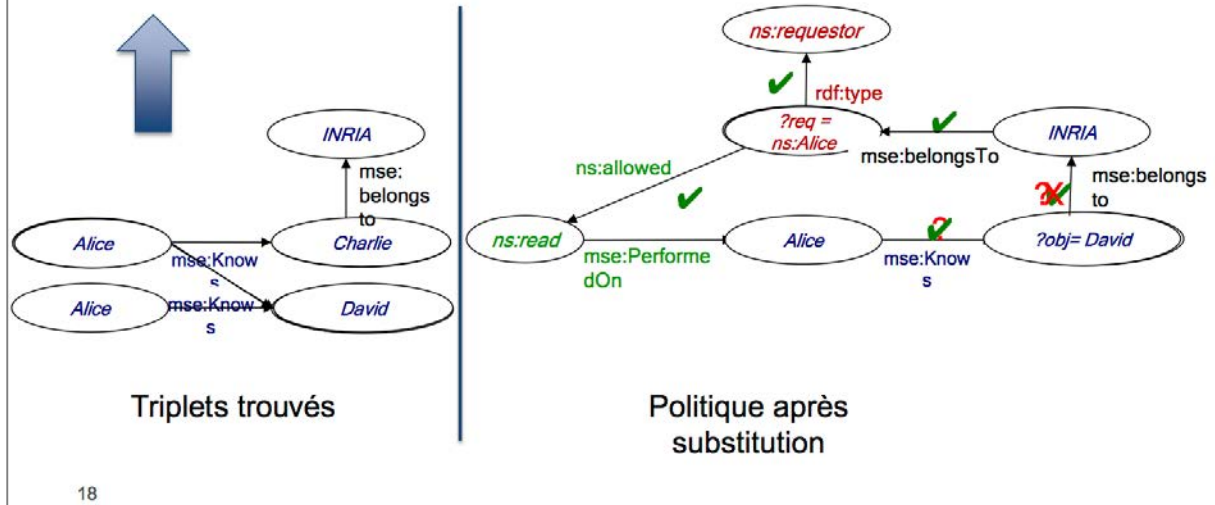 INRIA
mse:
belongs
to
Alice
Charlie
mse:Know
s
Alice
mse:Know
s
David
Triplets trouvés
ns:requestor
rdf:type
?req =
ns:Alice
INRIA
mse:belongsTo
ns:allowed
mse:belongs
to
ns:read
Alice
?obj= David
mse:Performe
dOn
mse:Know
s
Politique après
substitution
18